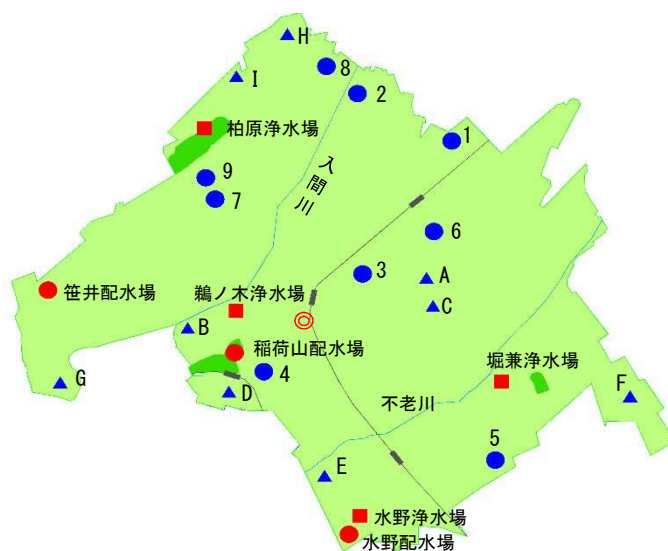 H
8
I
2
柏原浄水場
1
入間川
9
7
6
3
A
笹井配水場
鵜ノ木浄水場
C
B
稲荷山配水場
4
堀兼浄水場
G
D
F
不老川
5
E
水野浄水場
水野配水場